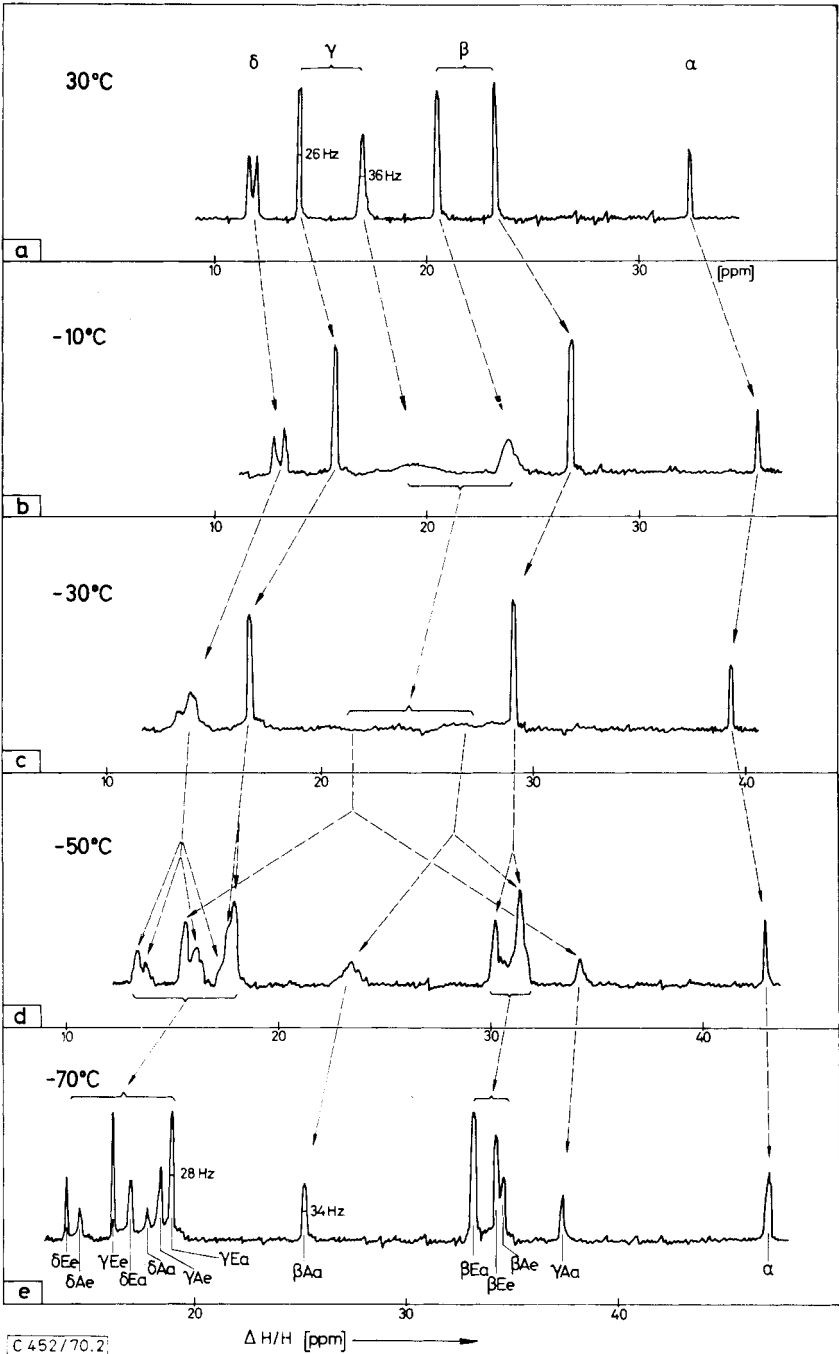 δ γ β α
30°C
26 Hz
36 Hz
a
10 20 30 [ppm]
-10°C
b
10 20 30
-30°C
c
10 20 30 40
-50°C
d
10 20 30 40
-70°C
28 Hz
34 Hz
δEe γEe δAa γEa βAa βEa βAe γAa α
δAe δEa γAe βEe
e
20 30 40
C 452/70.2 Δ H/H [ppm]